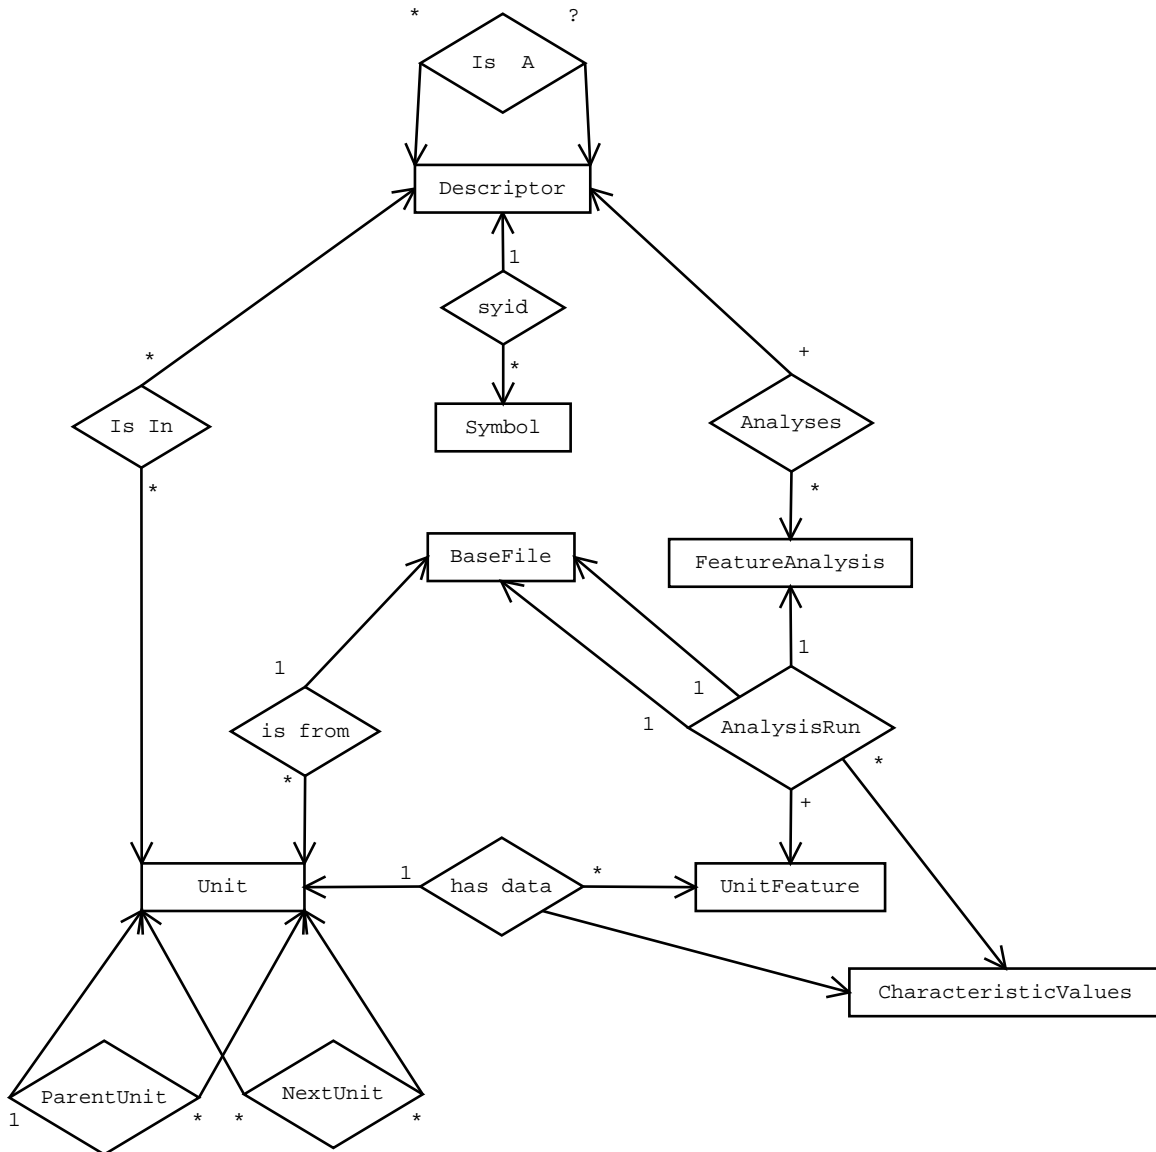 * ?
Is A
Descriptor
1
syid
*
Symbol
*
Is In
*
+
Analyses
*
BaseFile
FeatureAnalysis
1
1
is from
*
1
1
AnalysisRun
*
+
Unit
1
has data
*
UnitFeature
CharacteristicValues
ParentUnit
1
*
NextUnit
*
*